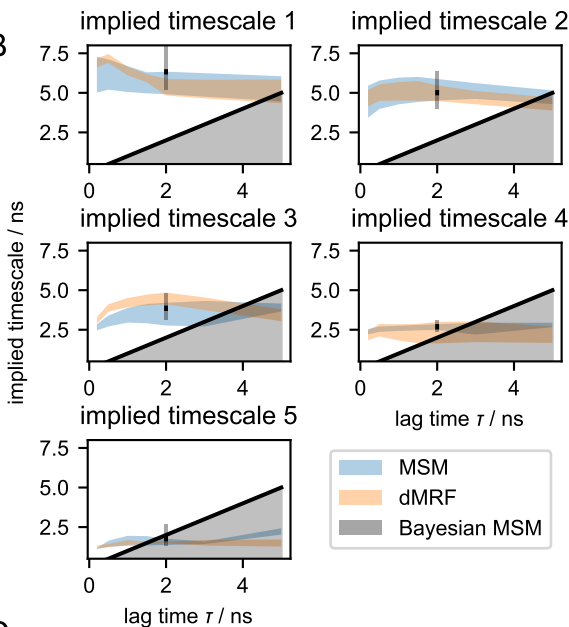 B
implied timescale 1
implied timescale 2
7.5
5.0
2.5
0
2
4
7.5
5.0
2.5
0
2
4
implied timescale 3
implied timescale 4
7.5
5.0
2.5
0
2
4
7.5
5.0
2.5
0
2
4
implied timescale / ns
lag time τ / ns
implied timescale 5
7.5
5.0
2.5
0
2
4
lag time τ / ns
MSM
dMRF
Bayesian MSM